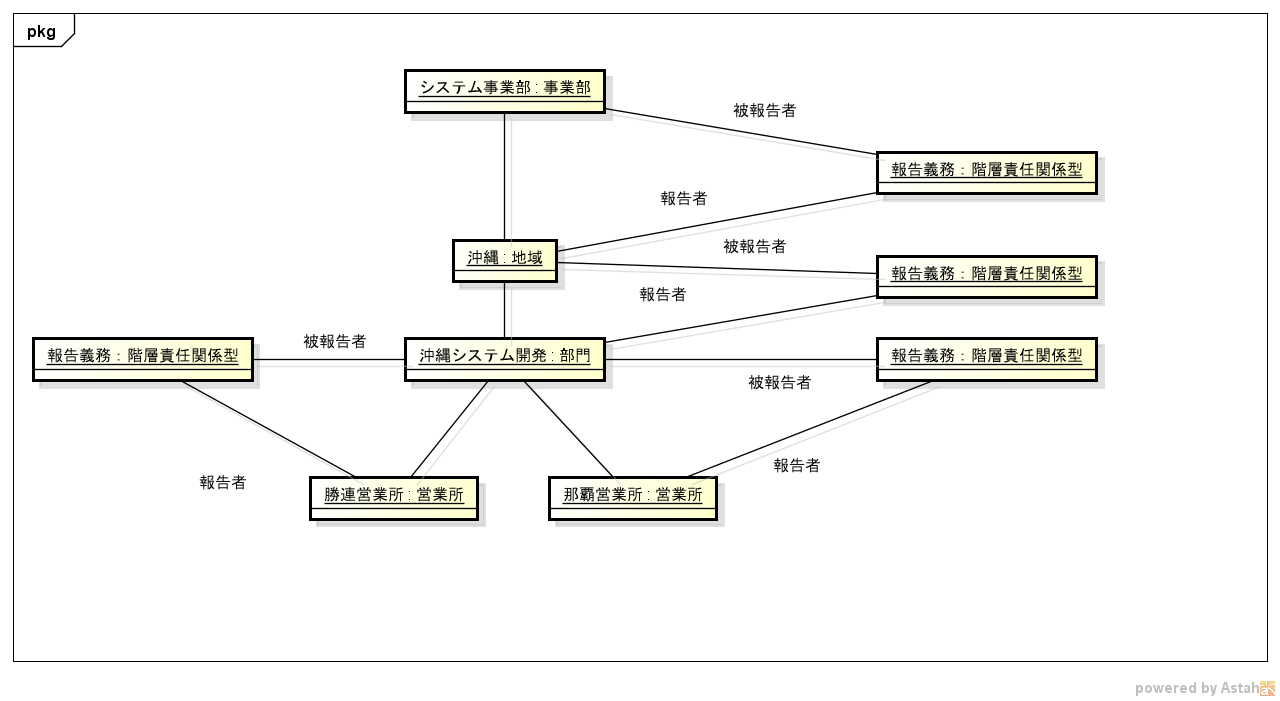 pkg
システム事業部 : 事業部
被報告者
報告義務 : 階層責任関係型
報告者
沖縄 : 地域
被報告者
報告義務 : 階層責任関係型
報告者
報告義務 : 階層責任関係型
被報告者
沖縄システム開発 : 部門
報告義務 : 階層責任関係型
被報告者
報告者
報告者
勝連営業所 : 営業所
那覇営業所 : 営業所
powered by Astah